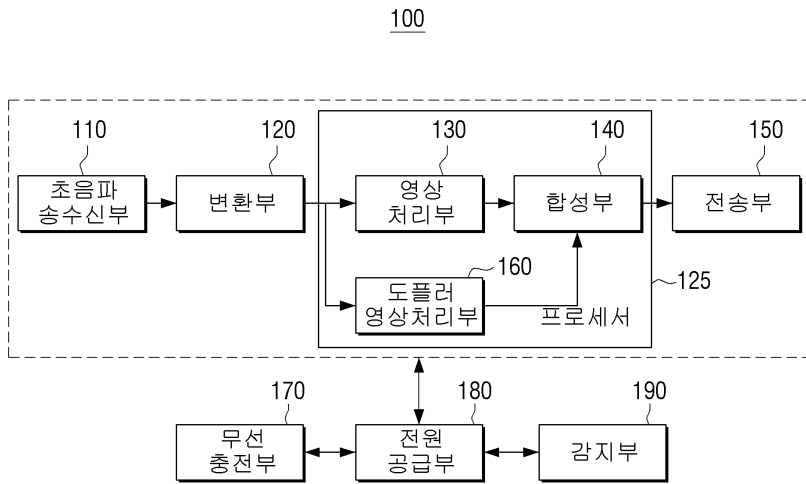 100
110
120
130
140
150
초음파
송수신부
변환부
영상
처리부
합성부
전송부
160
125
도플러
영상처리부
프로세서
170
180
190
무선
충전부
전원
공급부
감지부